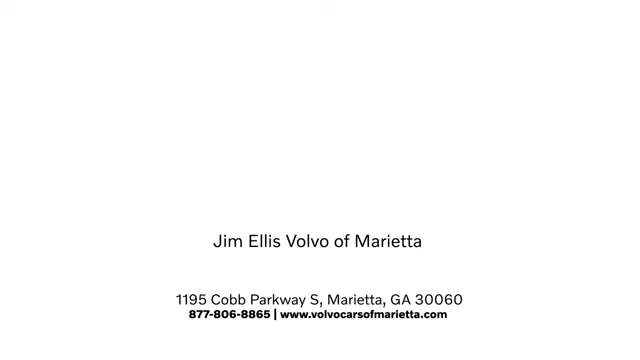 Jim Ellis Volvo of Marietta
1195 Cobb Parkway S, Marietta, GA 30060
877-806-8865 | www.volvocarsofmarietta.com